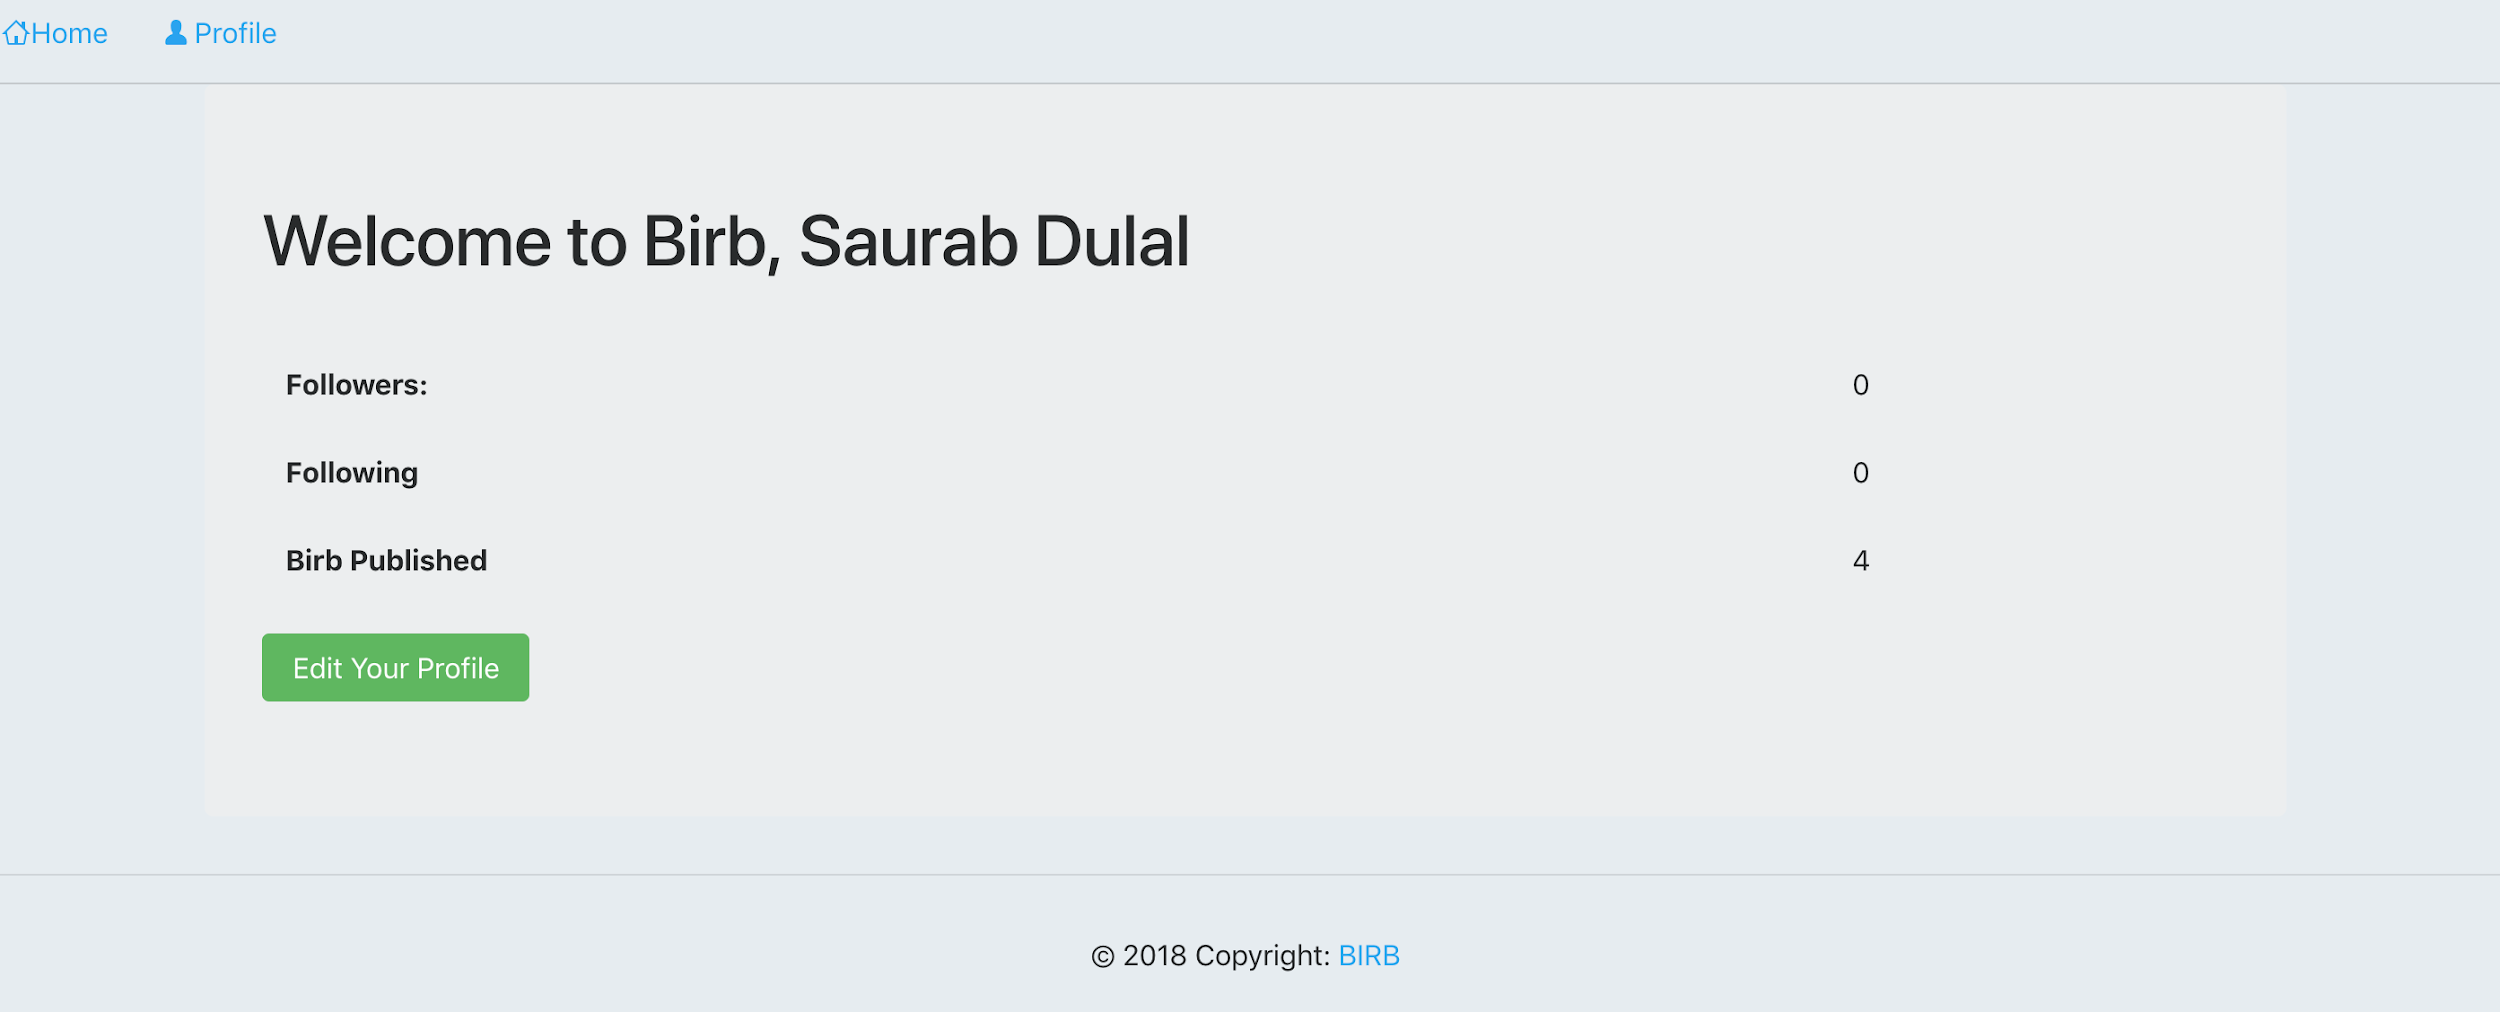 Home Profile
Welcome to Birb, Saurab Dulal
Followers: 0
Following 0
Birb Published 4
Edit Your Profile
© 2018 Copyright: BIRB